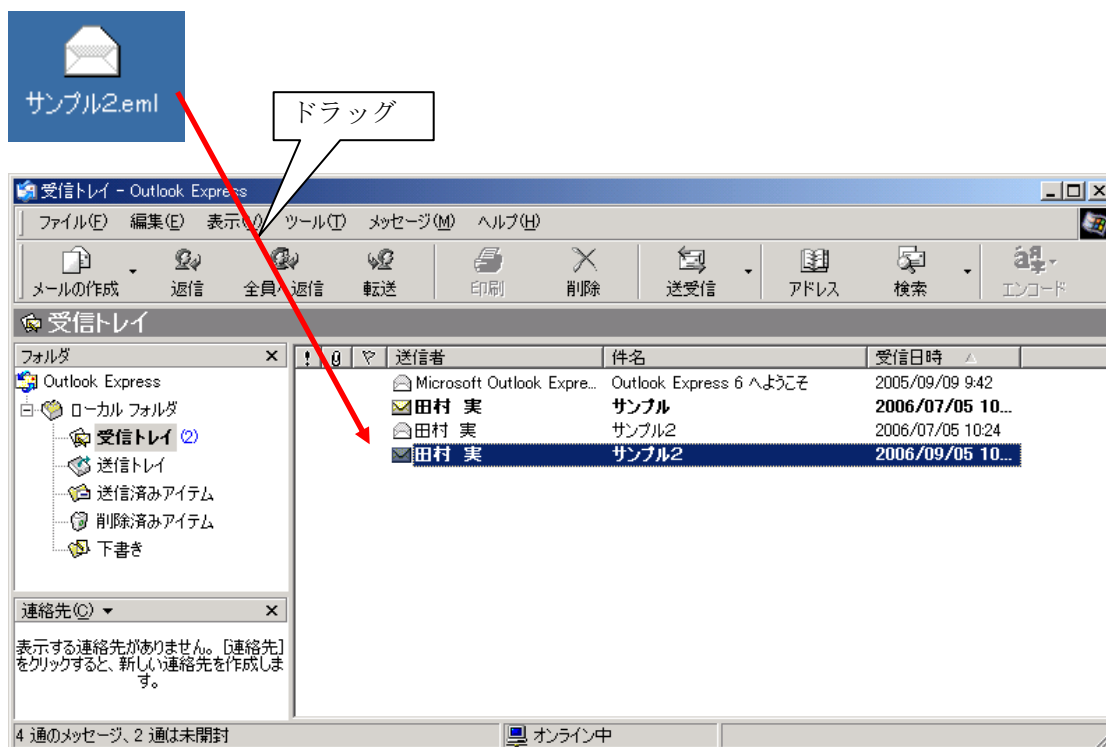 サンプル2.eml
ドラッグ
受信トレイ - Outlook Express
ファイル(F) 編集(E) 表示(V) ツール(T) メッセージ(M) ヘルプ(H)
メールの作成 返信 全員へ返信 転送 印刷 削除 送受信 アドレス 検索 エンコード
受信トレイ
フォルダ
Outlook Express
ローカル フォルダ
受信トレイ (2)
送信トレイ
送信済みアイテム
削除済みアイテム
下書き
連絡先(C)
表示する連絡先がありません。[連絡先]
をクリックすると、新しい連絡先を作成しま
す。
! 送信者 件名 受信日時
Microsoft Outlook Expre... Outlook Express 6 へようこそ 2005/09/09 9:42
田村 実 サンプル 2006/07/05 10...
田村 実 サンプル2 2006/07/05 10:24
田村 実 サンプル2 2006/09/05 10...
4 通のメッセージ、2 通は未開封 オンライン中